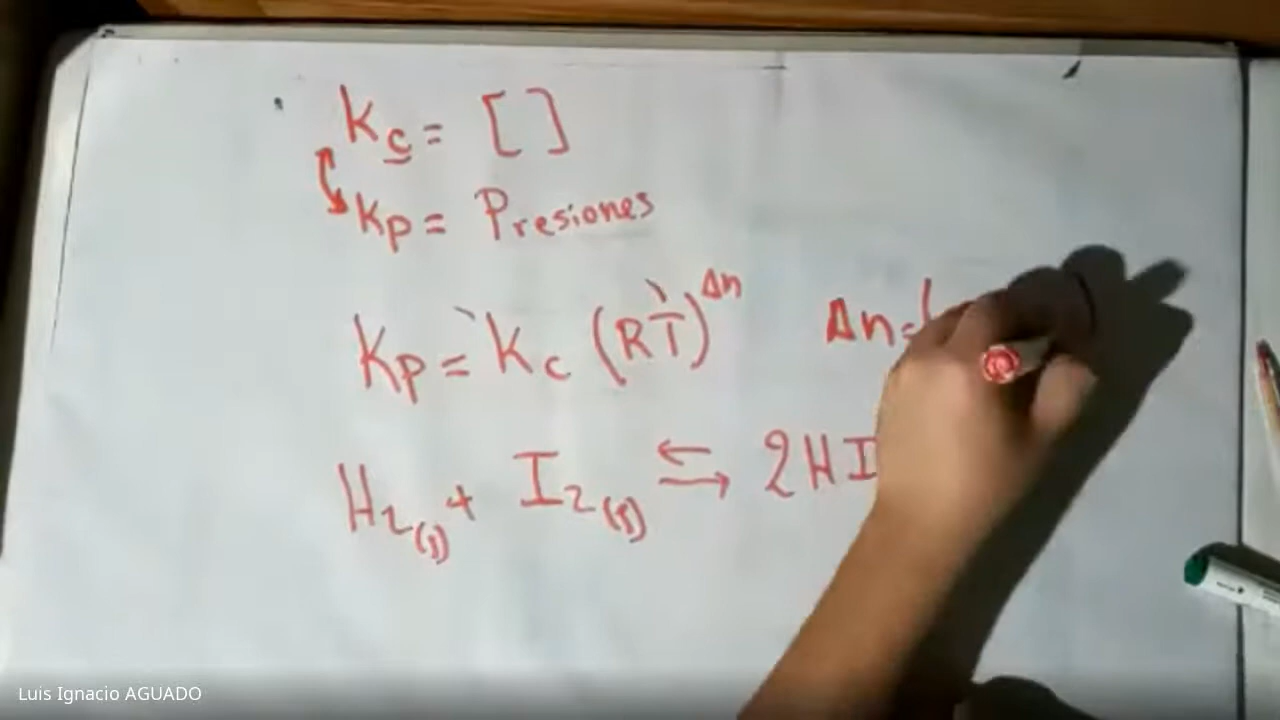 Kc = [ ]
Kp = Presiones
Kp = Kc (RT)^Δn Δn=(
H2(g) + I2(g) ⇆ 2HI
Luis Ignacio AGUADO